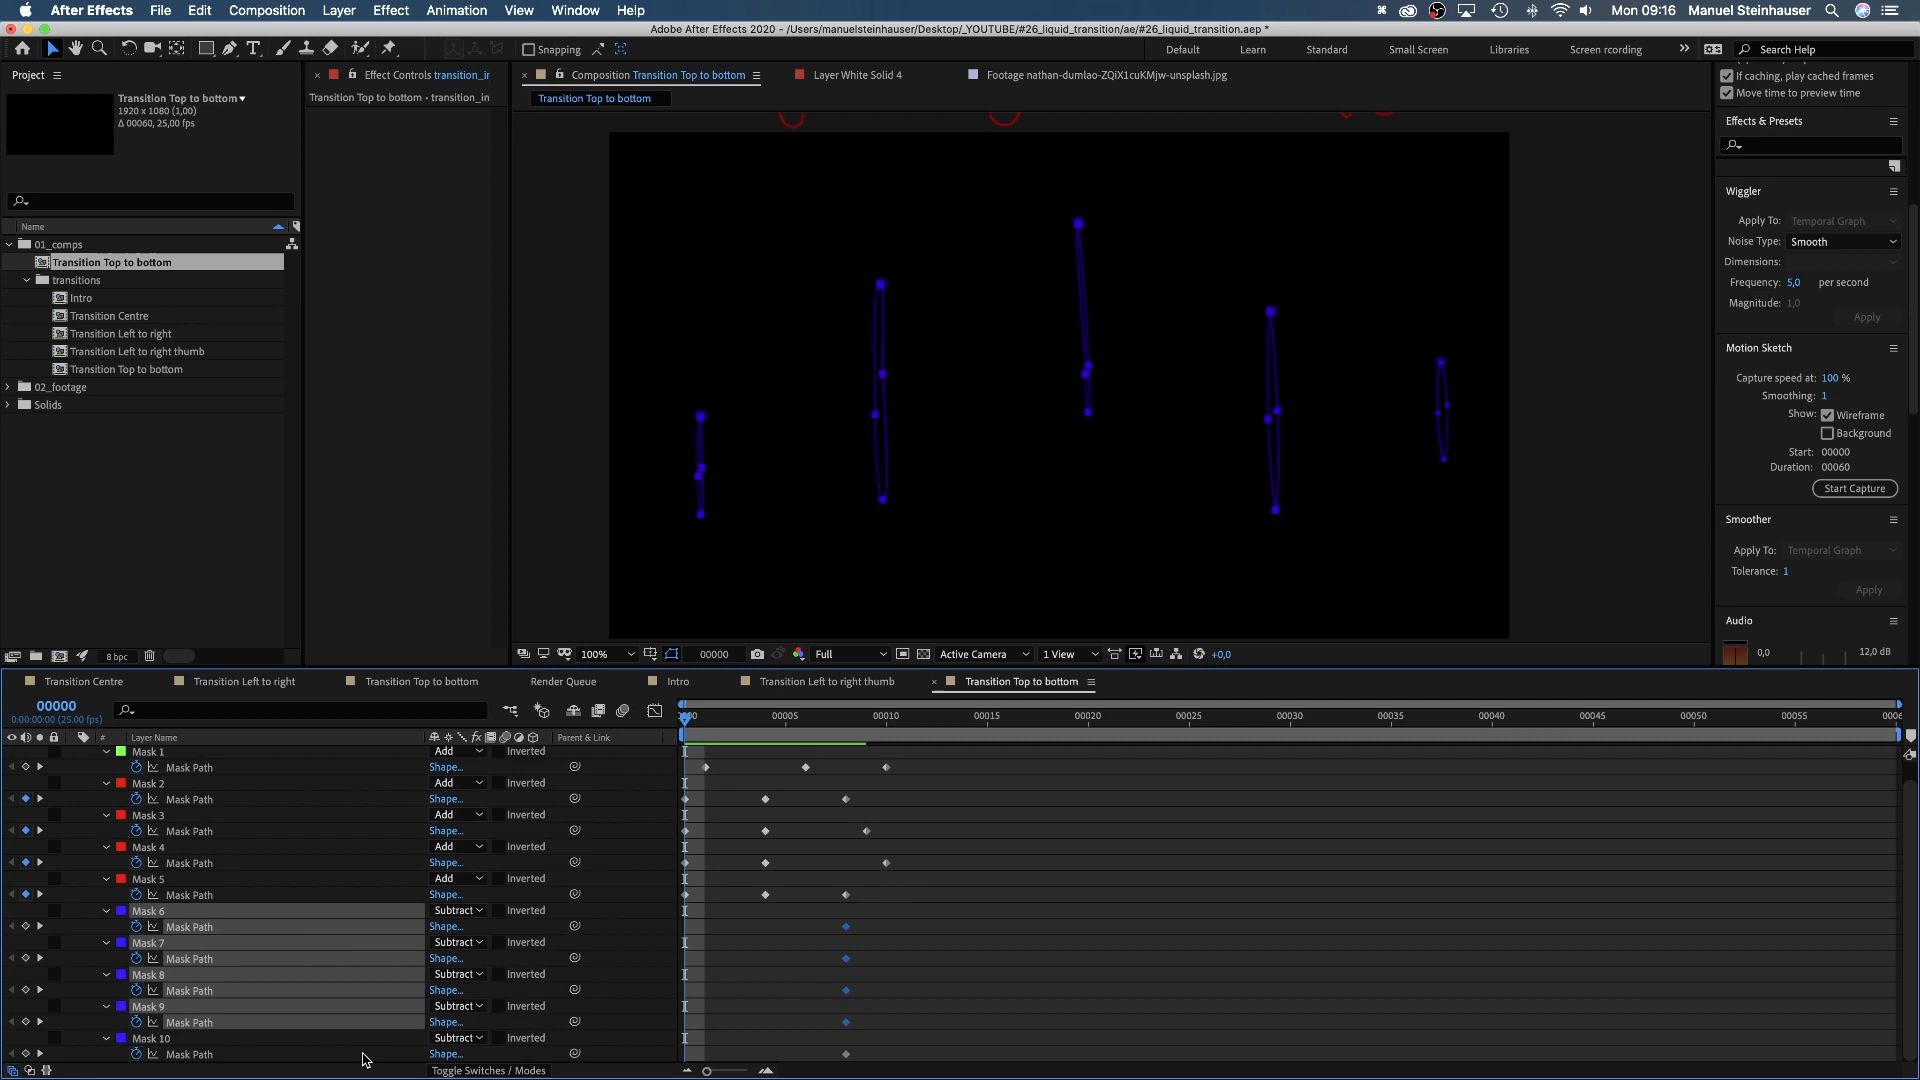 After Effects File Edit Composition Layer Effect Animation View Window Help Mon 09:16 Manuel Steinhauser
Adobe After Effects 2020 - /Users/manuelsteinhauser/Desktop/_YOUTUBE/#26_liquid_transition/ae/#26_liquid_transition.aep *
Snapping Default Learn Standard Small Screen Libraries Screen rcording Search Help
Project Effect Controls transition_ir Composition Transition Top to bottom Layer White Solid 4 Footage nathan-dumlao-ZQiX1cuKMjw-unsplash.jpg
If caching, play cached frames
Move time to preview time
Transition Top to bottom
1920 x 1080 (1,00)
Δ 00060, 25,00 fps
Transition Top to bottom • transition_in
Transition Top to bottom
Effects & Presets
Wiggler
Apply To: Temporal Graph
Noise Type: Smooth
Dimensions:
Frequency: 5,0 per second
Magnitude: 1,0
Apply
Name
01_comps
Transition Top to bottom
transitions
Intro
Transition Centre
Transition Left to right
Transition Left to right thumb
Transition Top to bottom
02_footage
Solids
Motion Sketch
Capture speed at: 100 %
Smoothing: 1
Show: Wireframe
Background
Start: 00000
Duration: 00060
Start Capture
Smoother
Apply To: Temporal Graph
Tolerance: 1
Apply
Audio
0,0 12,0 dB
8 bpc
100% 00000 Full Active Camera 1 View +0,0
Transition Centre Transition Left to right Transition Top to bottom Render Queue Intro Transition Left to right thumb Transition Top to bottom
00000
0:00:00:00 (25.00 fps)
00005 00010 00015 00020 00025 00030 00035 00040 00045 00050 00055
# Layer Name fx Parent & Link
Mask 1 Add Inverted
Mask Path Shape...
Mask 2 Add Inverted
Mask Path Shape...
Mask 3 Add Inverted
Mask Path Shape...
Mask 4 Add Inverted
Mask Path Shape...
Mask 5 Add Inverted
Mask Path Shape...
Mask 6 Subtract Inverted
Mask Path Shape...
Mask 7 Subtract Inverted
Mask Path Shape...
Mask 8 Subtract Inverted
Mask Path Shape...
Mask 9 Subtract Inverted
Mask Path Shape...
Mask 10 Subtract Inverted
Mask Path Shape...
Toggle Switches / Modes